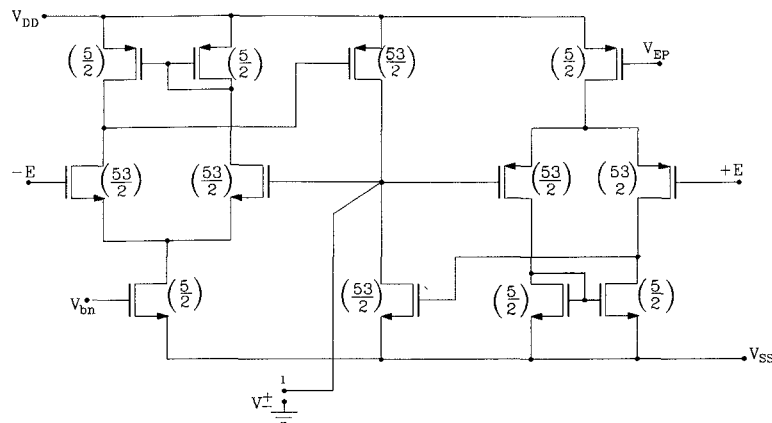 V_DD
(5/2)
(5/2)
(53/2)
(5/2)
V_EP
-E
(53/2)
(53/2)
(53/2)
(53/2)
+E
V_bn
(5/2)
(53/2)
(5/2)
(5/2)
V_SS
1
V±